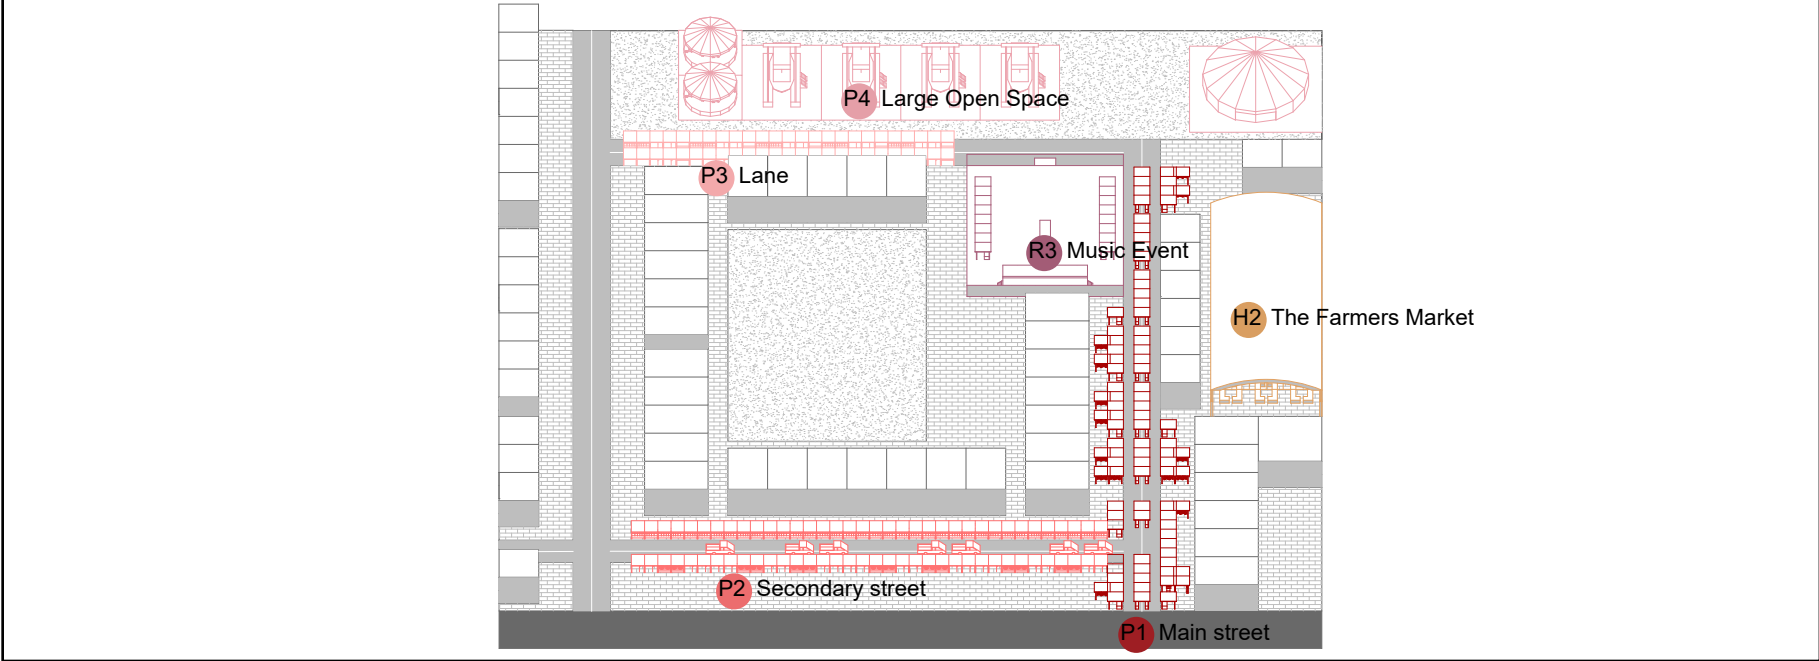 P4 Large Open Space
P3 Lane
R3 Music Event
H2 The Farmers Market
P2 Secondary street
P1 Main street